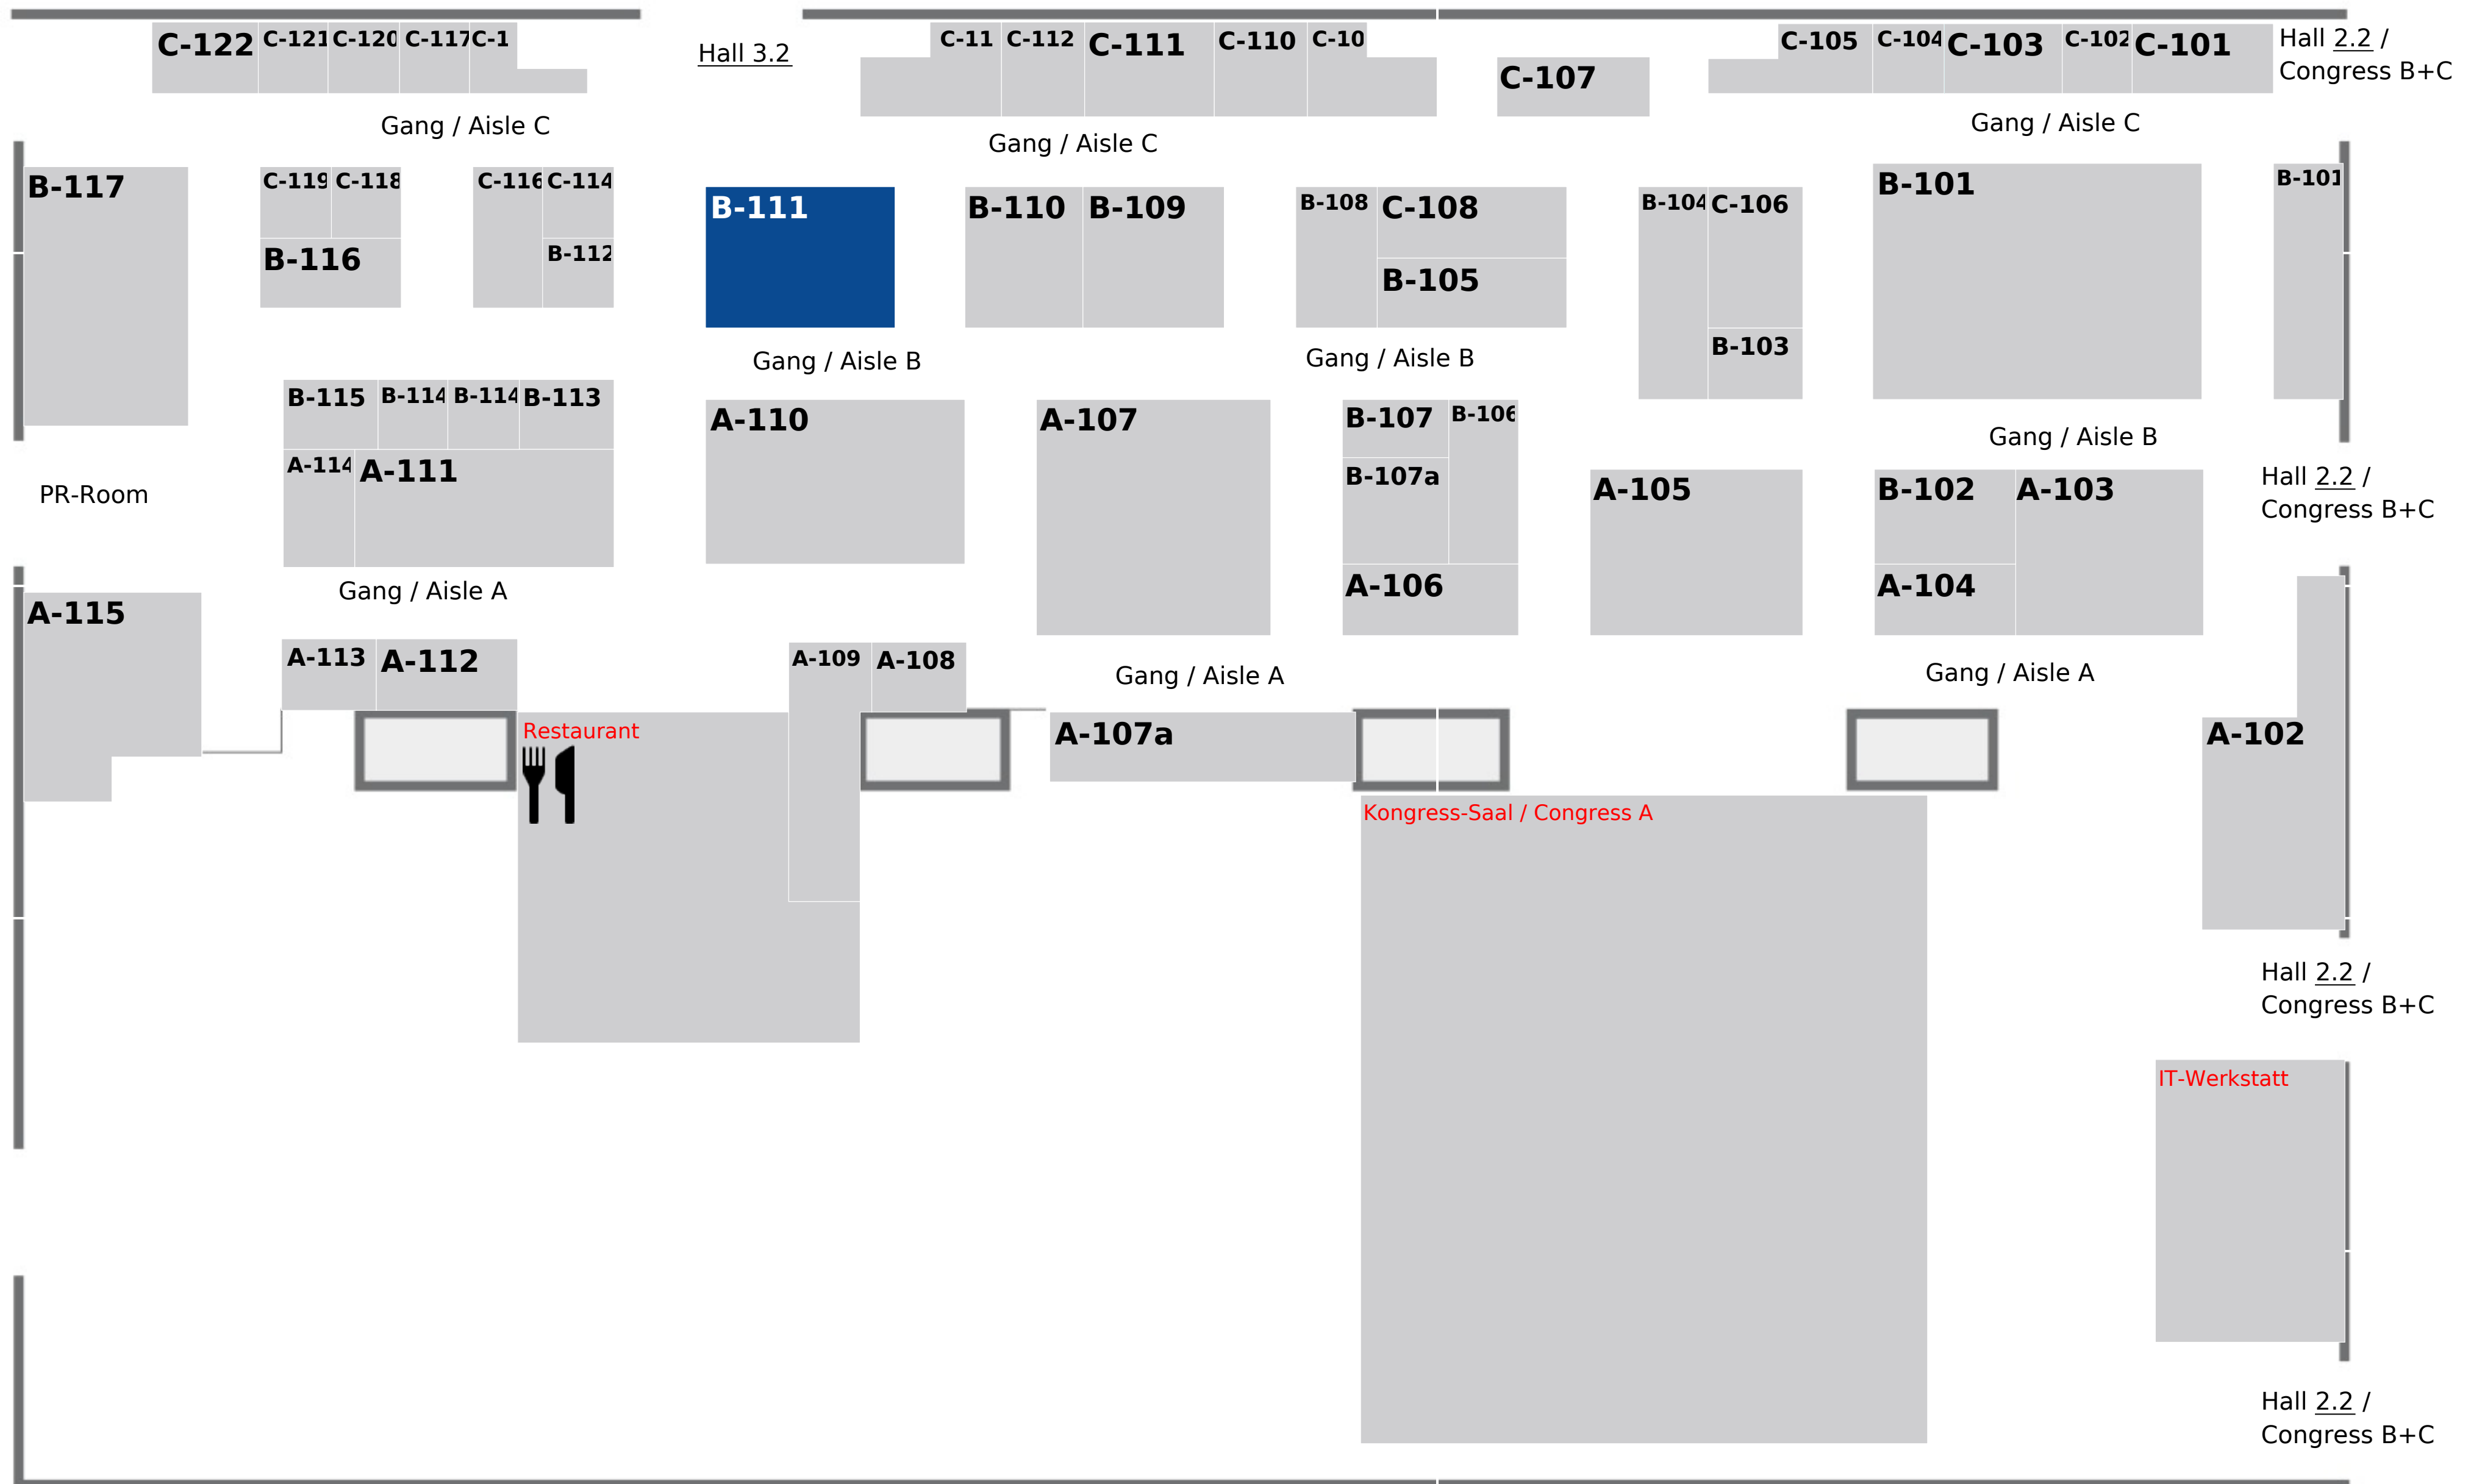 C-122 C-121 C-120 C-117 C-1
Hall 3.2
C-11 C-112 C-111 C-110 C-10
C-107
C-105 C-104 C-103 C-102 C-101
Hall 2.2 /
Congress B+C
Gang / Aisle C
Gang / Aisle C
Gang / Aisle C
B-117
C-119 C-118
B-116
C-116 C-114
B-112
B-111
B-110 B-109
B-108 C-108
B-105
B-104 C-106
B-103
B-101
B-101
Gang / Aisle B
Gang / Aisle B
Gang / Aisle B
B-115 B-114 B-114 B-113
A-114 A-111
A-110
A-107
B-107 B-106
B-107a
A-106
A-105
B-102 A-103
A-104
PR-Room
Hall 2.2 /
Congress B+C
Gang / Aisle A
A-115
A-113 A-112
A-109 A-108
Gang / Aisle A
Gang / Aisle A
Restaurant
A-107a
A-102
Kongress-Saal / Congress A
Hall 2.2 /
Congress B+C
IT-Werkstatt
Hall 2.2 /
Congress B+C